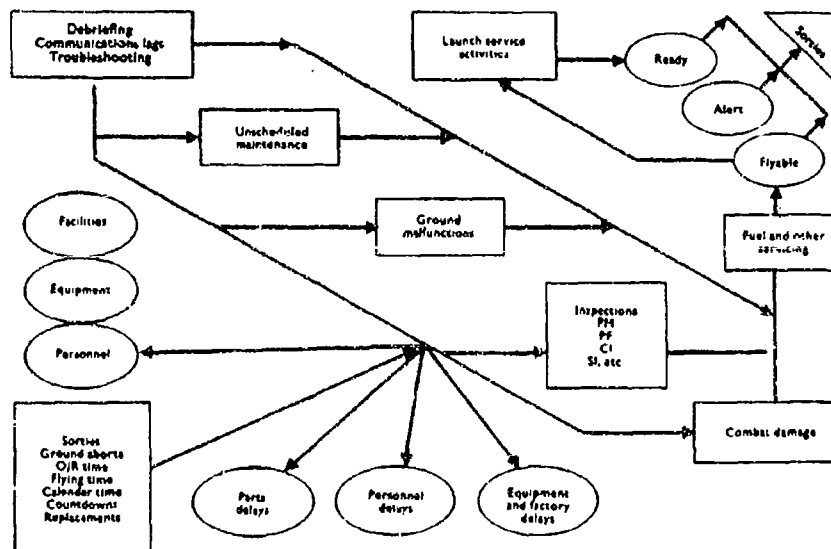 Debriefing
Communications lags
Troubleshooting
Launch service
activities
Ready
Sorties
Alert
Unscheduled
maintenance
Flyable
Facilities
Ground
malfunctions
Fuel and other
servicing
Equipment
Inspections
PM
PF
CI
SI, etc
Personnel
Sorties
Ground aborts
O/R time
Flying time
Calendar time
Countdowns
Replacements
Combat damage
Parts
delays
Personnel
delays
Equipment
and factory
delays